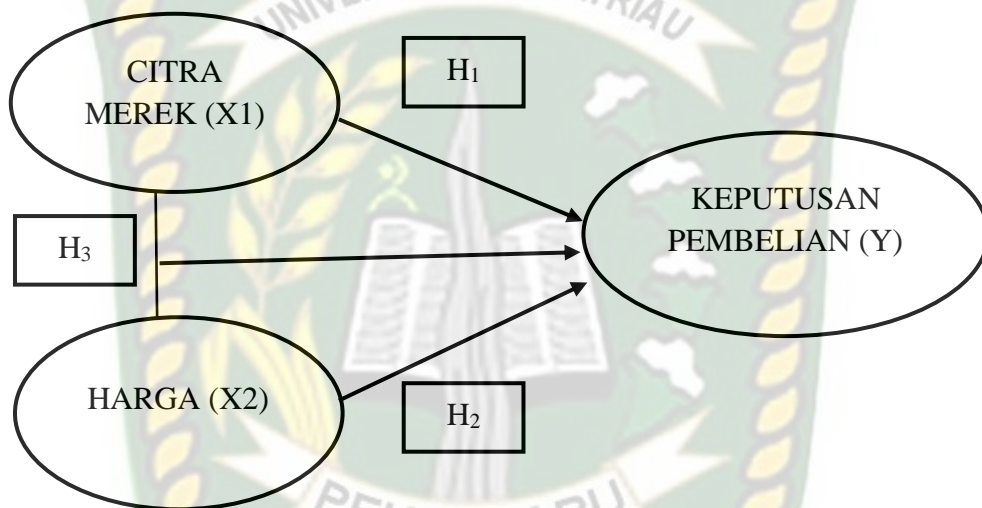 CITRA
MEREK (X1)
H₁
KEPUTUSAN
PEMBELIAN (Y)
H₃
HARGA (X2)
H₂